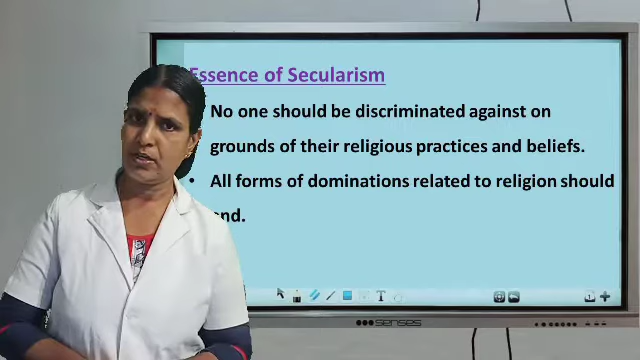 Essence of Secularism
No one should be discriminated against on
grounds of their religious practices and beliefs.
• All forms of dominations related to religion should
end.
senses
1